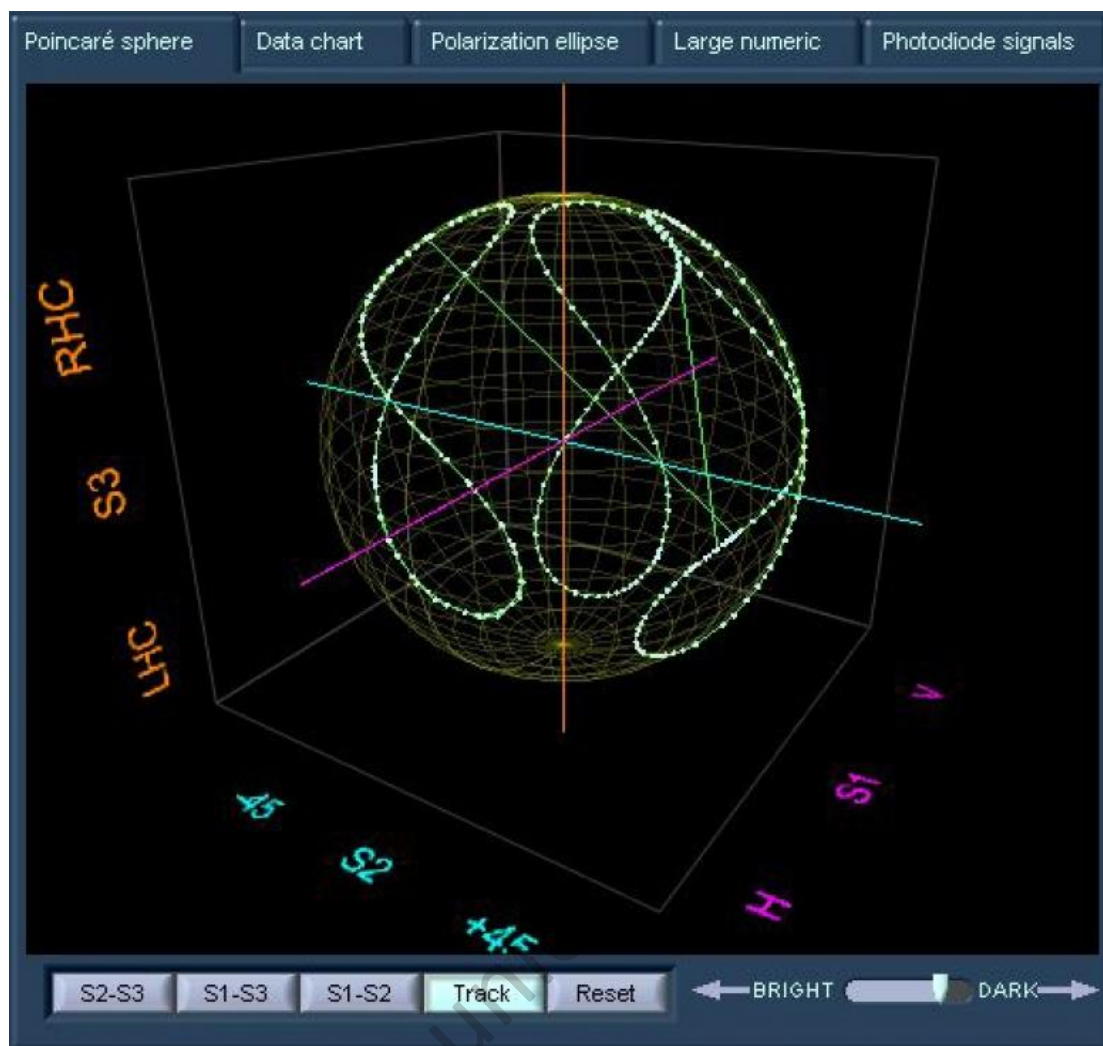 Poincaré sphere Data chart Polarization ellipse Large numeric Photodiode signals
RHC
S3
LHC
45
S2
+45
V
S1
H
S2-S3 S1-S3 S1-S2 Track Reset BRIGHT DARK